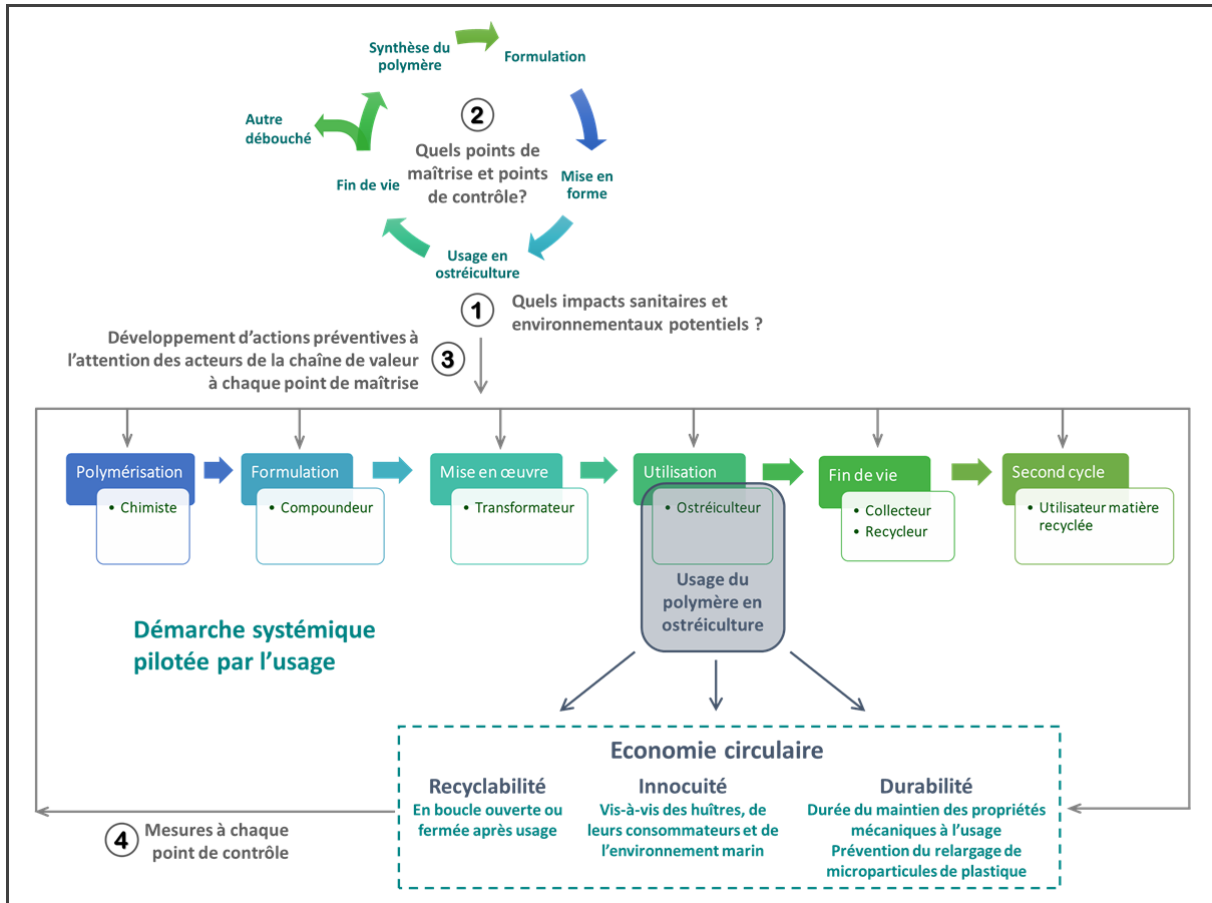 Synthèse du
polymère
Formulation
Autre
débouché
2
Quels points de
maîtrise et points
de contrôle?
Fin de vie
Mise en
forme
Usage en
ostréiculture
1
Quels impacts sanitaires et
environnementaux potentiels ?
Développement d'actions préventives à
l'attention des acteurs de la chaîne de valeur
à chaque point de maîtrise
3
Polymérisation
• Chimiste
Formulation
• Compoundeur
Mise en œuvre
• Transformateur
Utilisation
• Ostréiculteur
Usage du
polymère en
ostréiculture
Fin de vie
• Collecteur
• Recycleur
Second cycle
• Utilisateur matière
recyclée
Démarche systémique
pilotée par l'usage
Economie circulaire
Recyclabilité
En boucle ouverte ou
fermée après usage
Innocuité
Vis-à-vis des huîtres, de
leurs consommateurs et de
l'environnement marin
Durabilité
Durée du maintien des propriétés
mécaniques à l'usage
Prévention du relargage de
microparticules de plastique
4
Mesures à chaque
point de contrôle